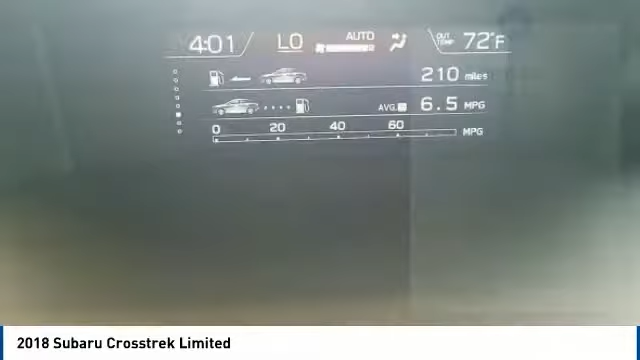 4:01 LO AUTO OUT TEMP 72°F
210 miles
AVG. 6.5 MPG
0 20 40 60 MPG
2018 Subaru Crosstrek Limited